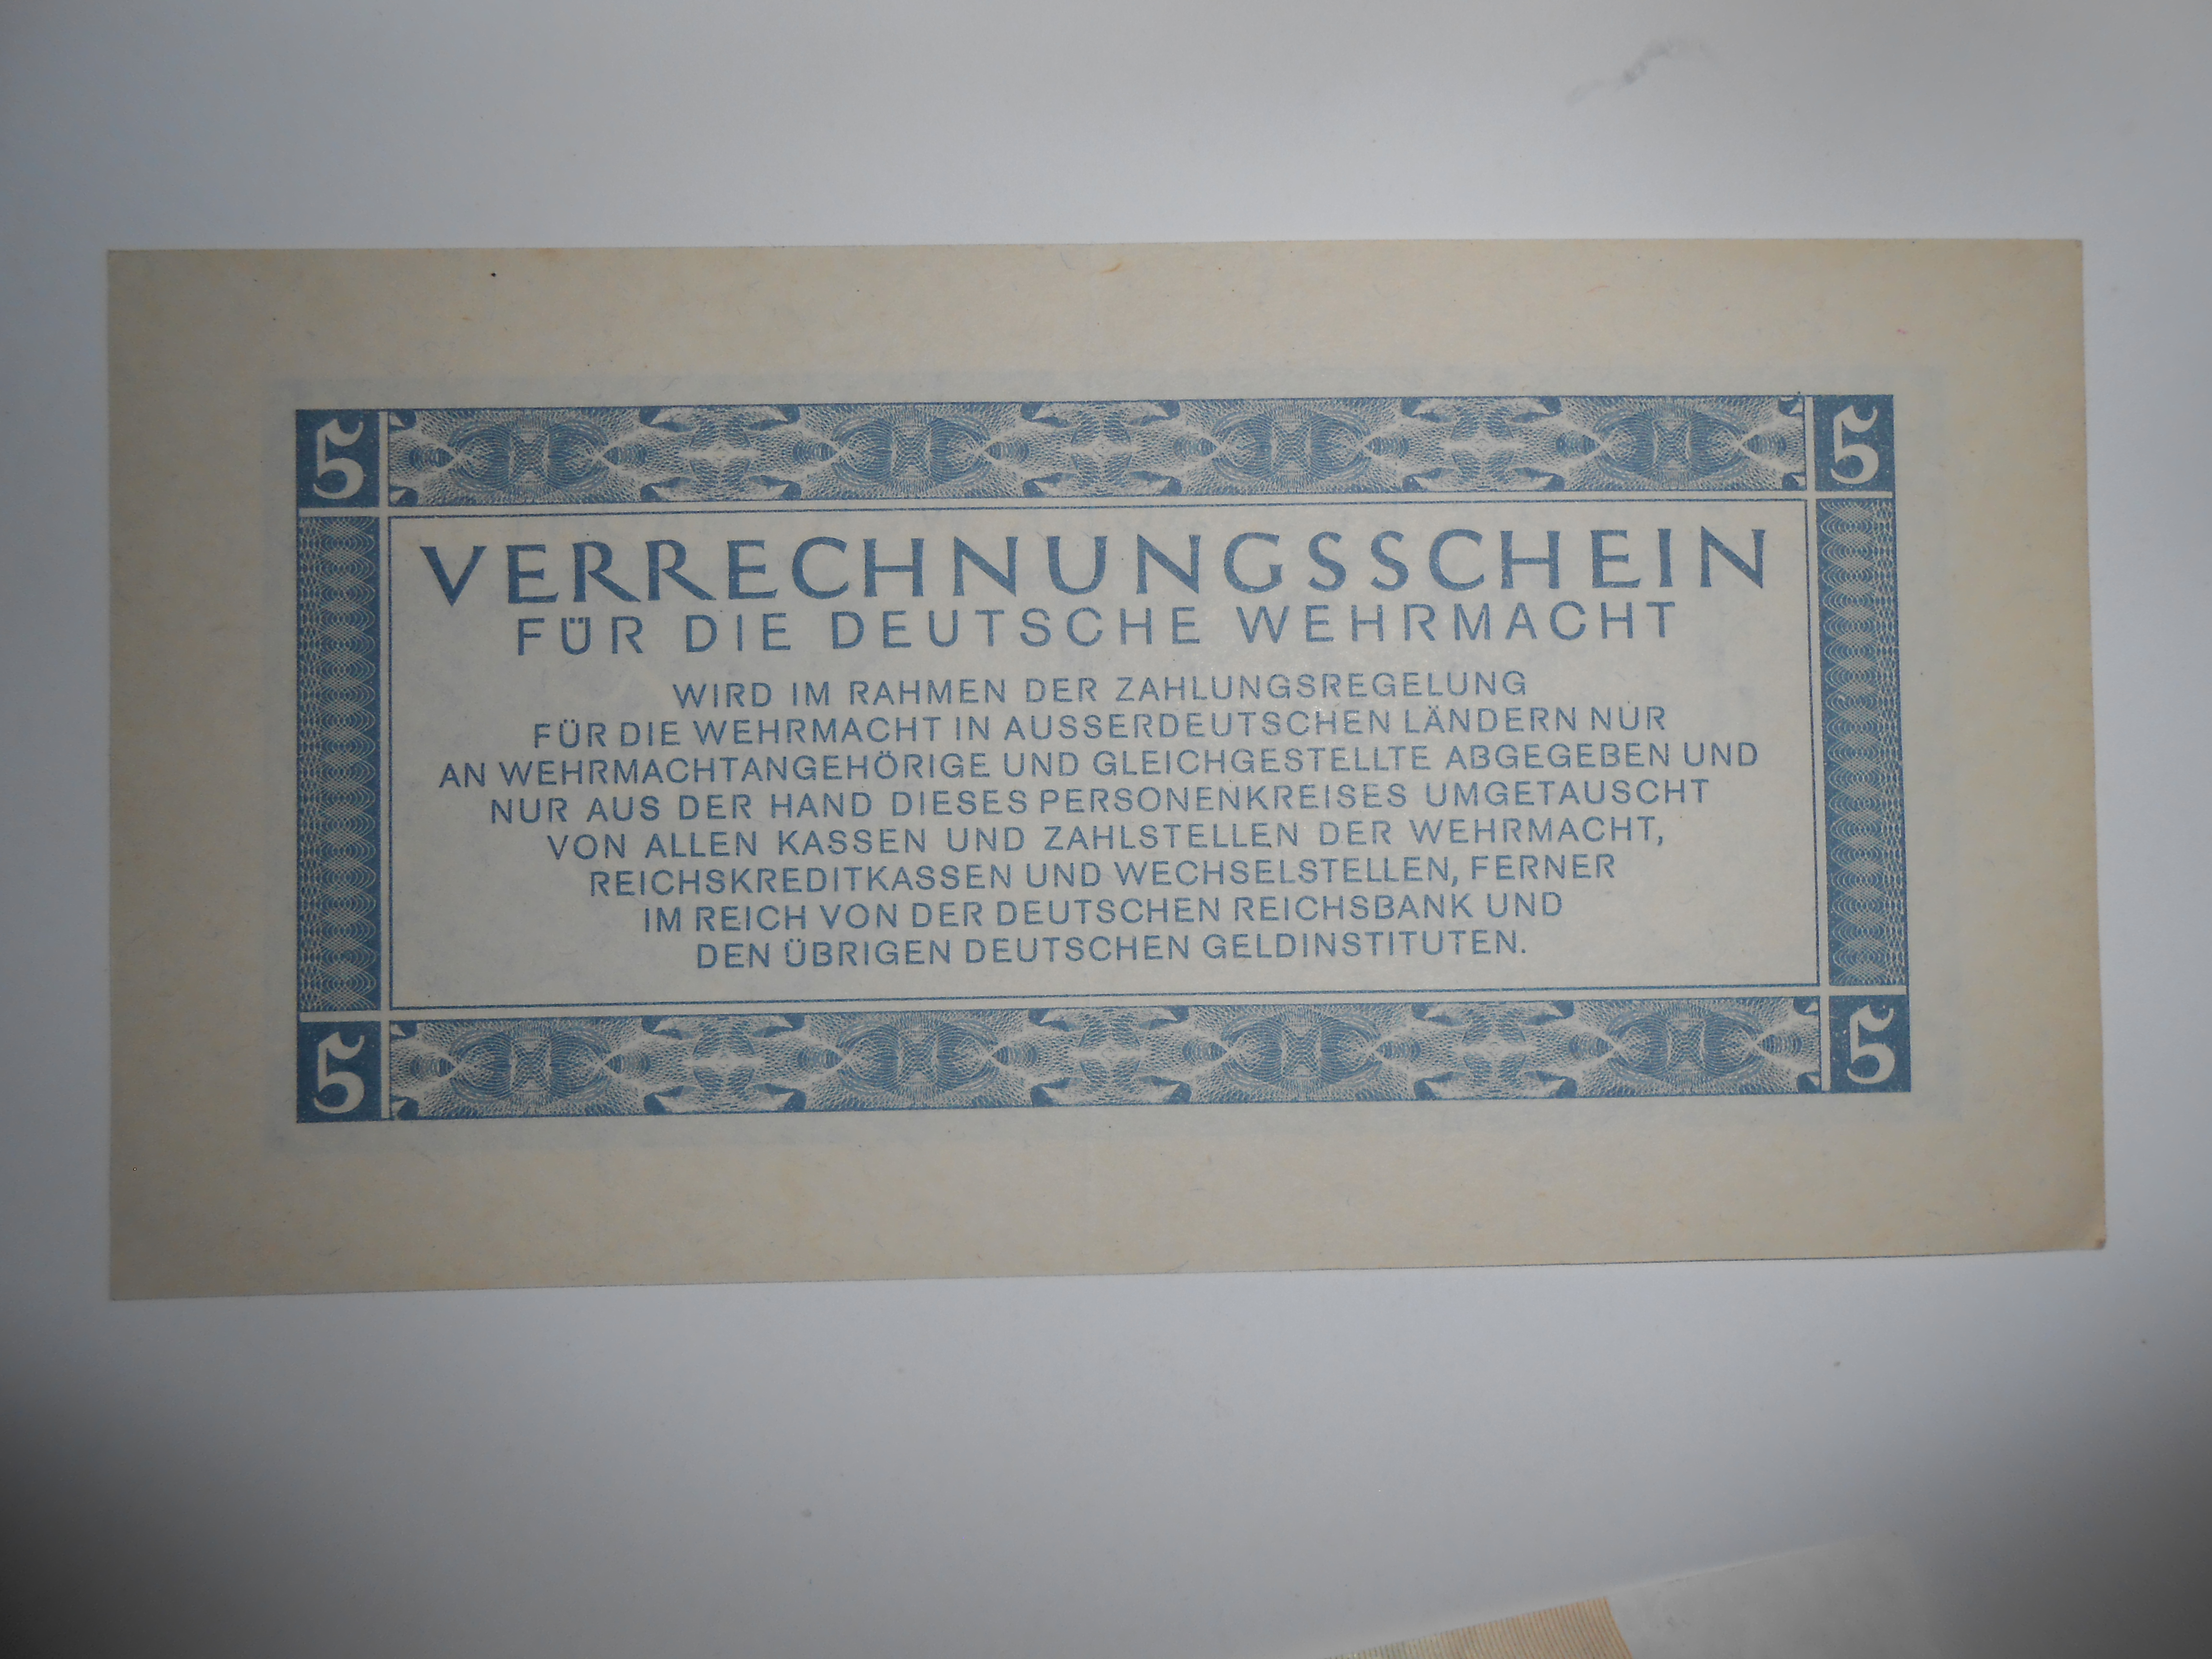 5 5
VERRECHNUNGSSCHEIN
FÜR DIE DEUTSCHE WEHRMACHT
WIRD IM RAHMEN DER ZAHLUNGSREGELUNG
FÜR DIE WEHRMACHT IN AUSSERDEUTSCHEN LÄNDERN NUR
AN WEHRMACHTANGEHÖRIGE UND GLEICHGESTELLTE ABGEGEBEN UND
NUR AUS DER HAND DIESES PERSONENKREISES UMGETAUSCHT
VON ALLEN KASSEN UND ZAHLSTELLEN DER WEHRMACHT,
REICHSKREDITKASSEN UND WECHSELSTELLEN, FERNER
IM REICH VON DER DEUTSCHEN REICHSBANK UND
DEN ÜBRIGEN DEUTSCHEN GELDINSTITUTEN.
5 5